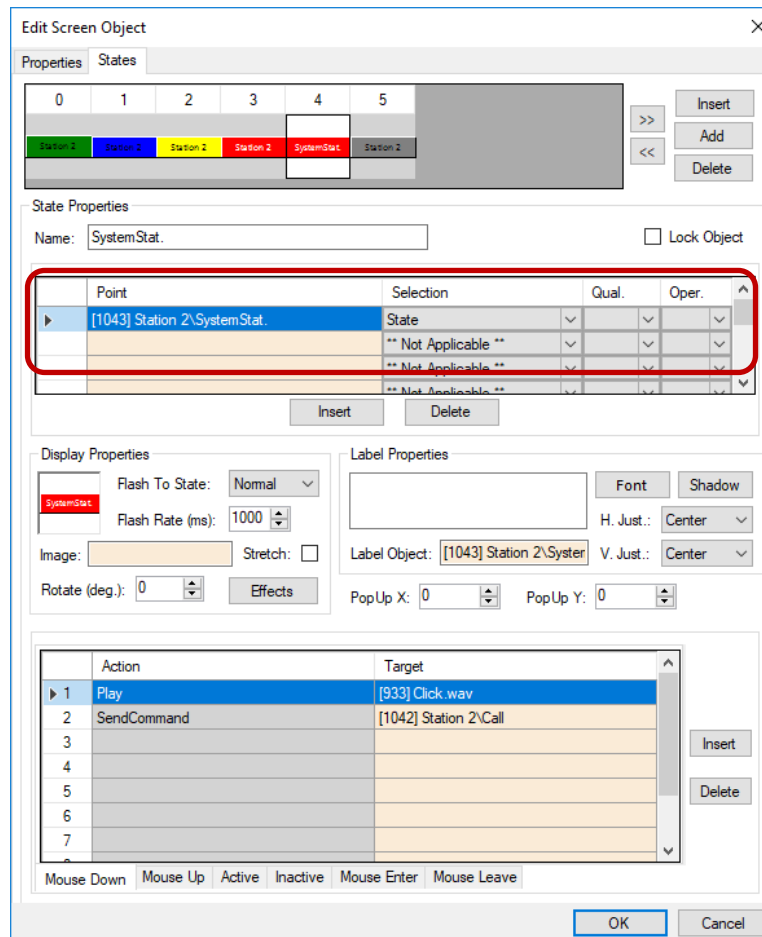 Edit Screen Object
Properties States
0 1 2 3 4 5
Station 2 Station 2 Station 2 Station 2 SystemStat. Station 2
>> Insert
<< Add
Delete
State Properties
Name: SystemStat. Lock Object
Point Selection Qual. Oper.
[1043] Station 2\SystemStat. State
** Not Applicable **
** Not Applicable **
** Not Applicable **
Insert Delete
Display Properties Label Properties
SystemStat.
Flash To State: Normal
Flash Rate (ms): 1000
Font Shadow
H. Just.: Center
Image: Stretch: Label Object: [1043] Station 2\System V. Just.: Center
Rotate (deg.): 0 Effects PopUp X: 0 PopUp Y: 0
Action Target
1 Play [933] Click.wav
2 SendCommand [1042] Station 2\Call
3
4
5
6
7
Insert
Delete
Mouse Down Mouse Up Active Inactive Mouse Enter Mouse Leave
OK Cancel